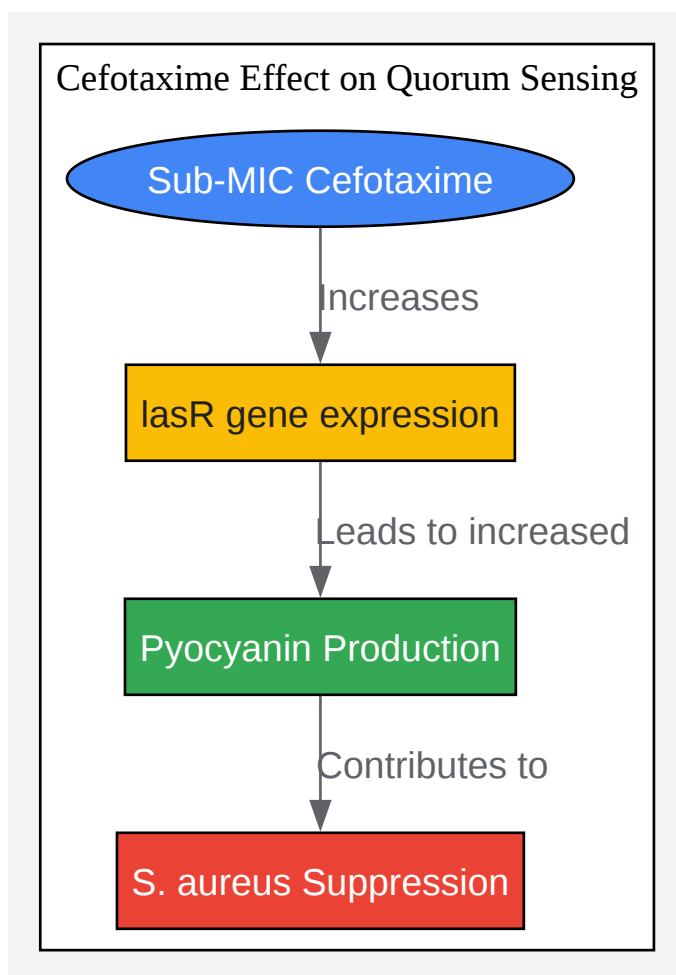 Cefotaxime Effect on Quorum Sensing
Sub-MIC Cefotaxime
Increases
lasR gene expression
Leads to increased
Pyocyanin Production
Contributes to
S. aureus Suppression